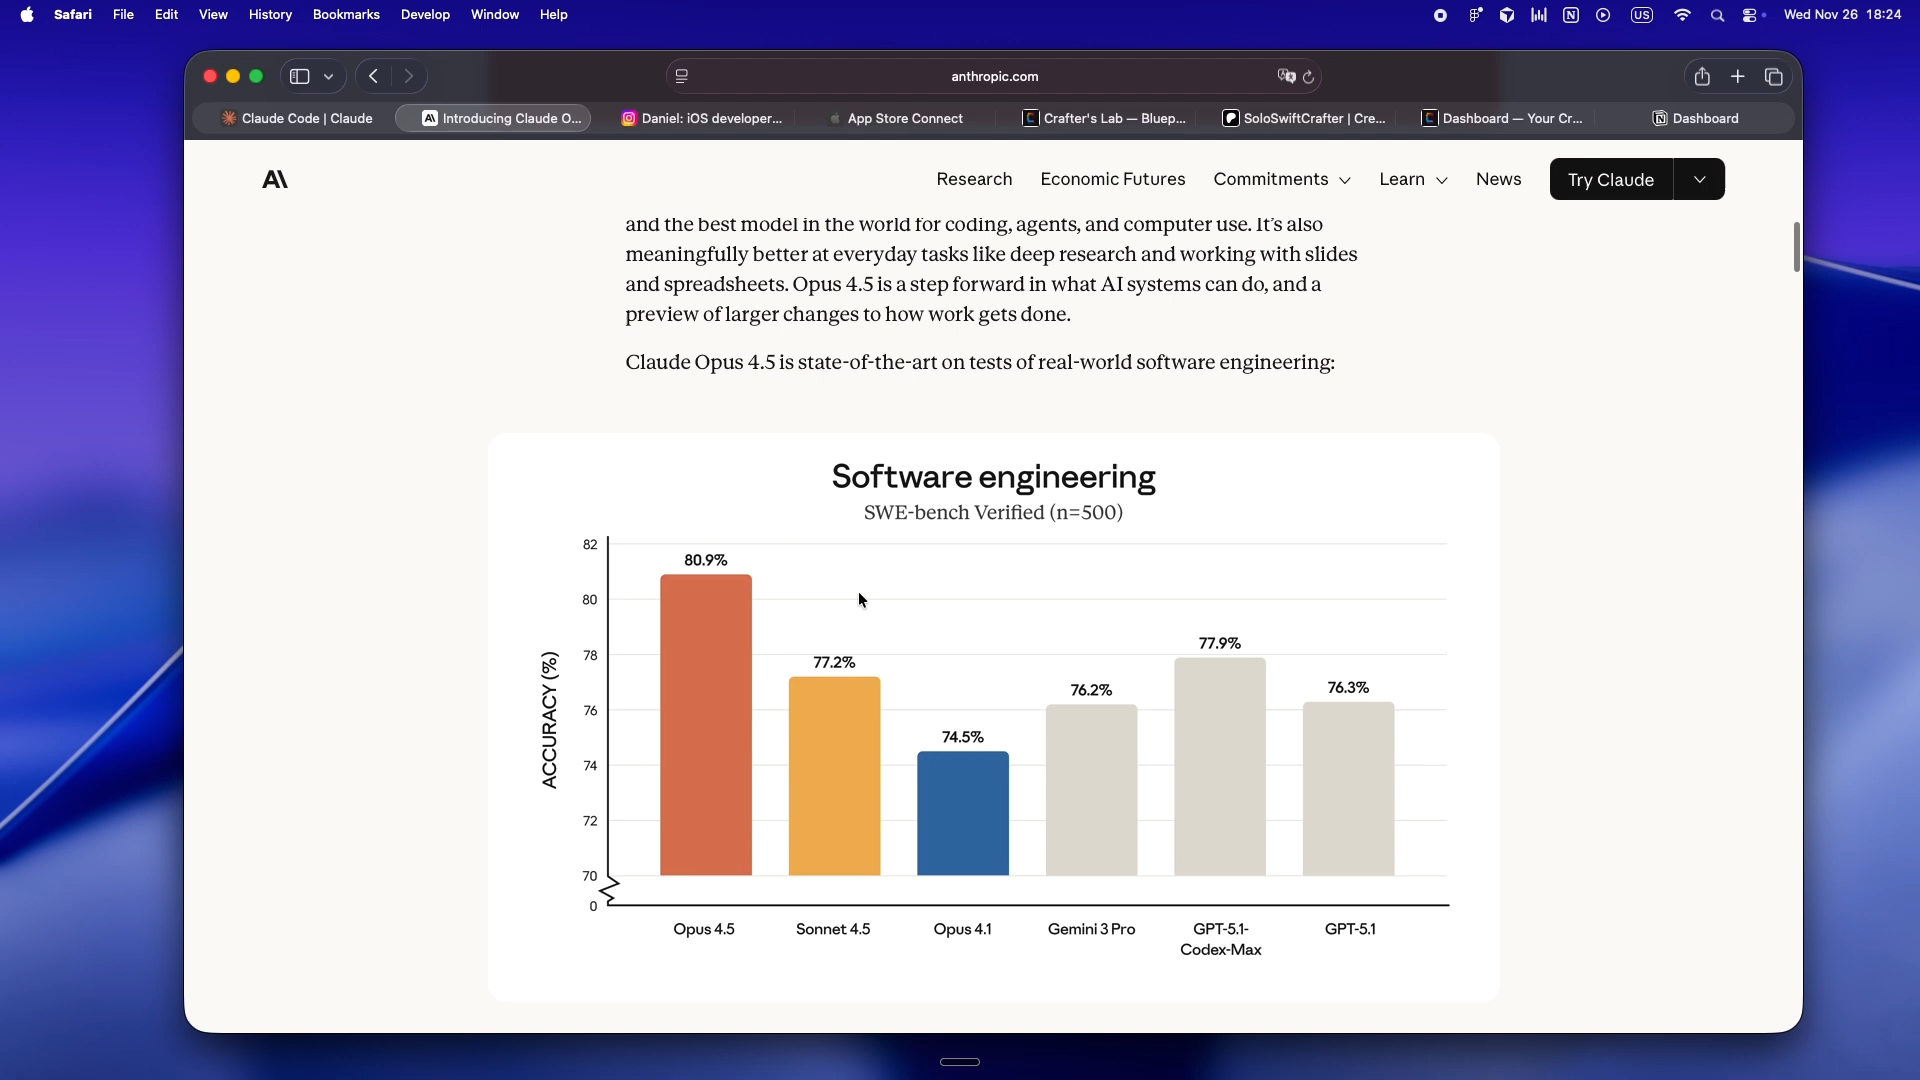 Safari File Edit View History Bookmarks Develop Window Help US Wed Nov 26 18:24
anthropic.com
Claude Code | Claude Introducing Claude O... Daniel: iOS developer... App Store Connect Crafter's Lab — Bluep... SoloSwiftCrafter | Cre... Dashboard — Your Cr... Dashboard
Research Economic Futures Commitments Learn News Try Claude
and the best model in the world for coding, agents, and computer use. It's also
meaningfully better at everyday tasks like deep research and working with slides
and spreadsheets. Opus 4.5 is a step forward in what AI systems can do, and a
preview of larger changes to how work gets done.
Claude Opus 4.5 is state-of-the-art on tests of real-world software engineering:
Software engineering
SWE-bench Verified (n=500)
ACCURACY (%)
82
80
78
76
74
72
70
0
80.9%
77.2%
74.5%
76.2%
77.9%
76.3%
Opus 4.5
Sonnet 4.5
Opus 4.1
Gemini 3 Pro
GPT-5.1-
Codex-Max
GPT-5.1